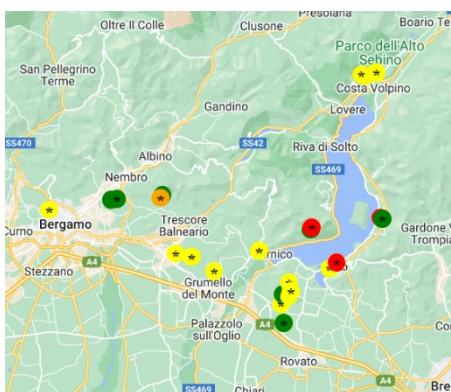 Presolana
Oltre Il Colle
Clusone
Boario Te
Parco dell'Alto
Sebino
San Pellegrino
Terme
Costa Volpino
Gandino
Lovere
SS470
Albino
SS42
Riva di Solto
Nembro
SS469
Curno
Bergamo
Trescore
Balneario
Gardone V
Trompia
Stezzano
A4
rnico
Grumello
del Monte
o
Palazzolo
sull'Oglio
A4
Rovato
Con
SS469
Chiari
Bre